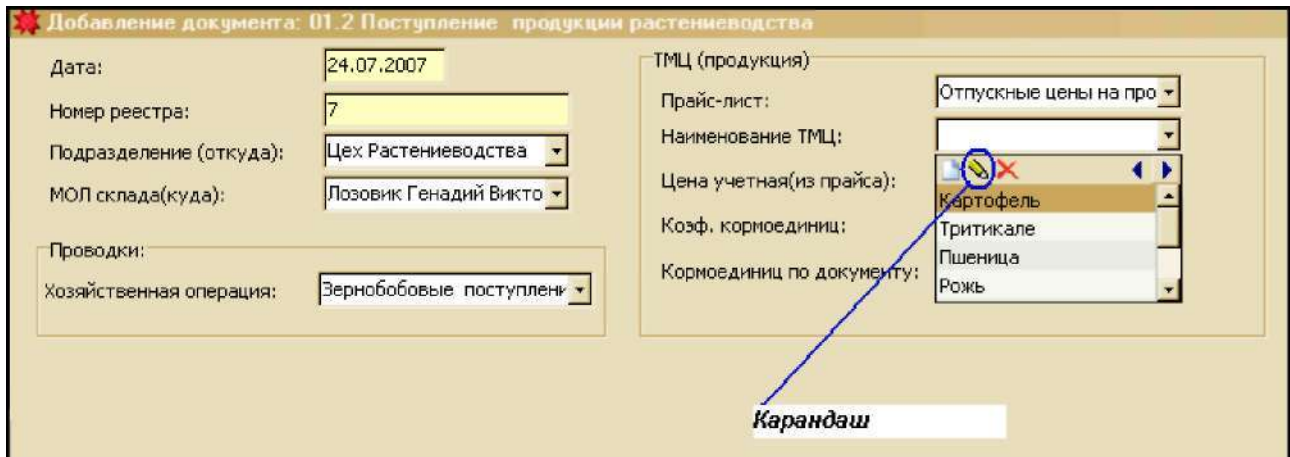 Добавление документа: 01.2 Поступление продукции растениеводства
Дата:
24.07.2007
Номер реестра:
7
Подразделение (откуда):
Цех Растениеводства
МОЛ склада(куда):
Лозовик Генадий Викто
Проводки:
Хозяйственная операция:
Зернобобовые поступлени
ТМЦ (продукция)
Прайс-лист:
Отпускные цены на про
Наименование ТМЦ:
Цена учетная(из прайса):
Коэф. кормоединиц:
Кормоединиц по документу:
Картофель
Тритикале
Пшеница
Рожь
Карандаш